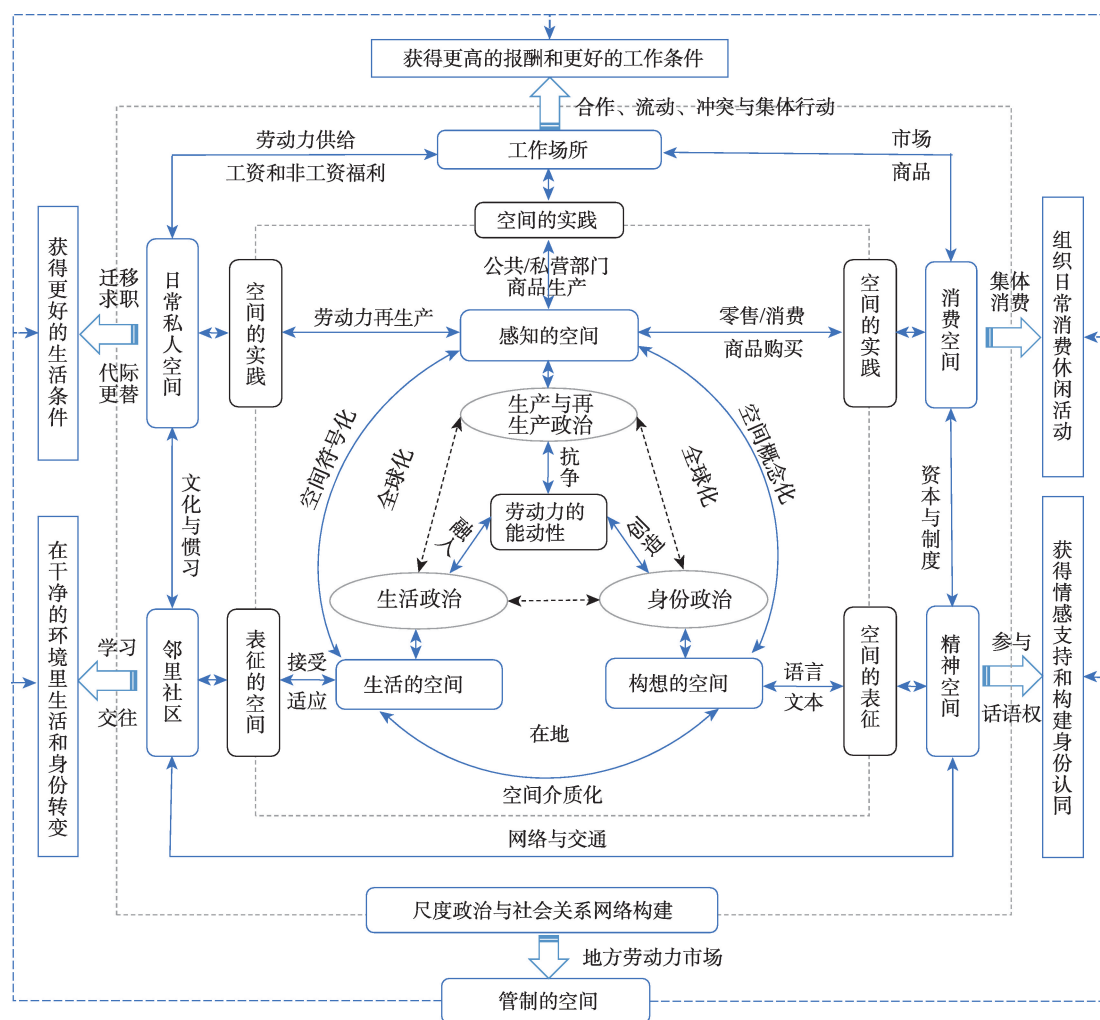 获得更高的报酬和更好的工作条件
合作、流动、冲突与集体行动
劳动力供给
工作场所
市场
工资和非工资福利
商品
空间的实践
获得更好的生活条件
迁移
求职
代际
更替
日常私人空间
空间的实践
劳动力再生产
公共/私营部门
商品生产
感知的空间
零售/消费
商品购买
空间的实践
消费空间
集体
消费
组织日常消费休闲活动
生产与再
生产政治
空间符号化
全球化
抗争
全球化
空间概念化
文化与惯习
资本与制度
劳动力的
能动性
融入
创造
生活政治
身份政治
在干净的环境里生活和身份转变
学习
交往
邻里社区
表征的空间
接受
适应
生活的空间
构想的空间
语言
文本
空间的表征
精神空间
参与
话语权
获得情感支持和构建身份认同
在地
空间介质化
网络与交通
尺度政治与社会关系网络构建
地方劳动力市场
管制的空间